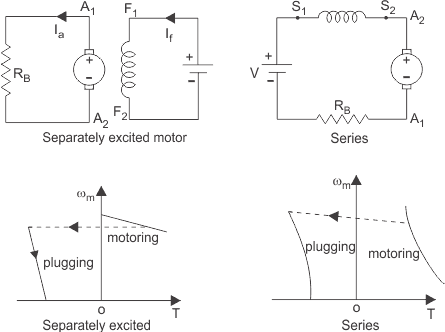 A1
F1
Ia
If
RB
+
-
+
-
A2
F2
Separately excited motor
S1
S2
A2
V
+
-
+
-
RB
A1
Series
ωm
motoring
plugging
o
T
Separately excited
ωm
plugging
motoring
o
T
Series